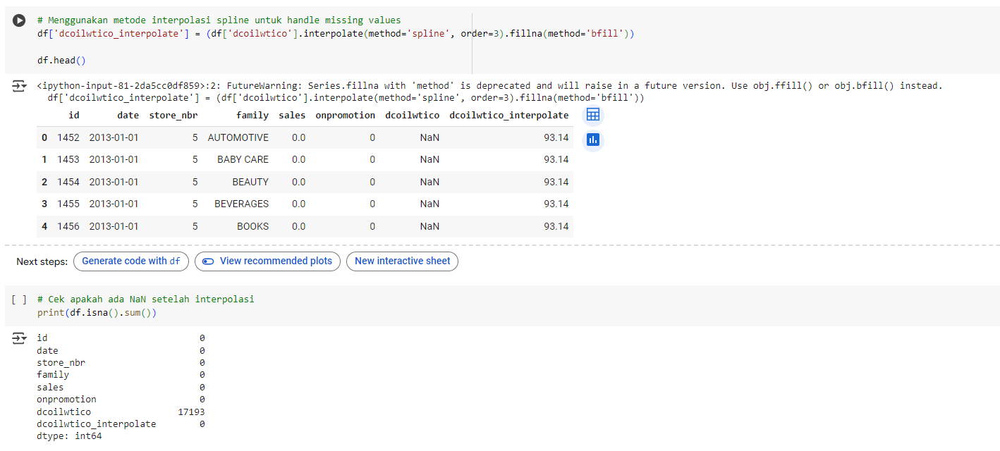 # Menggunakan metode interpolasi spline untuk handle missing values
df['dcoilwtico_interpolate'] = (df['dcoilwtico'].interpolate(method='spline', order=3).fillna(method='bfill'))
df.head()
<ipython-input-81-2da5cc0df859>:2: FutureWarning: Series.fillna with 'method' is deprecated and will raise in a future version. Use obj.ffill() or obj.bfill() instead.
df['dcoilwtico_interpolate'] = (df['dcoilwtico'].interpolate(method='spline', order=3).fillna(method='bfill'))
id date store_nbr family sales onpromotion dcoilwtico dcoilwtico_interpolate
0 1452 2013-01-01 5 AUTOMOTIVE 0.0 0 NaN 93.14
1 1453 2013-01-01 5 BABY CARE 0.0 0 NaN 93.14
2 1454 2013-01-01 5 BEAUTY 0.0 0 NaN 93.14
3 1455 2013-01-01 5 BEVERAGES 0.0 0 NaN 93.14
4 1456 2013-01-01 5 BOOKS 0.0 0 NaN 93.14
Next steps: Generate code with df View recommended plots New interactive sheet
[ ] # Cek apakah ada NaN setelah interpolasi
print(df.isna().sum())
id 0
date 0
store_nbr 0
family 0
sales 0
onpromotion 0
dcoilwtico 17193
dcoilwtico_interpolate 0
dtype: int64